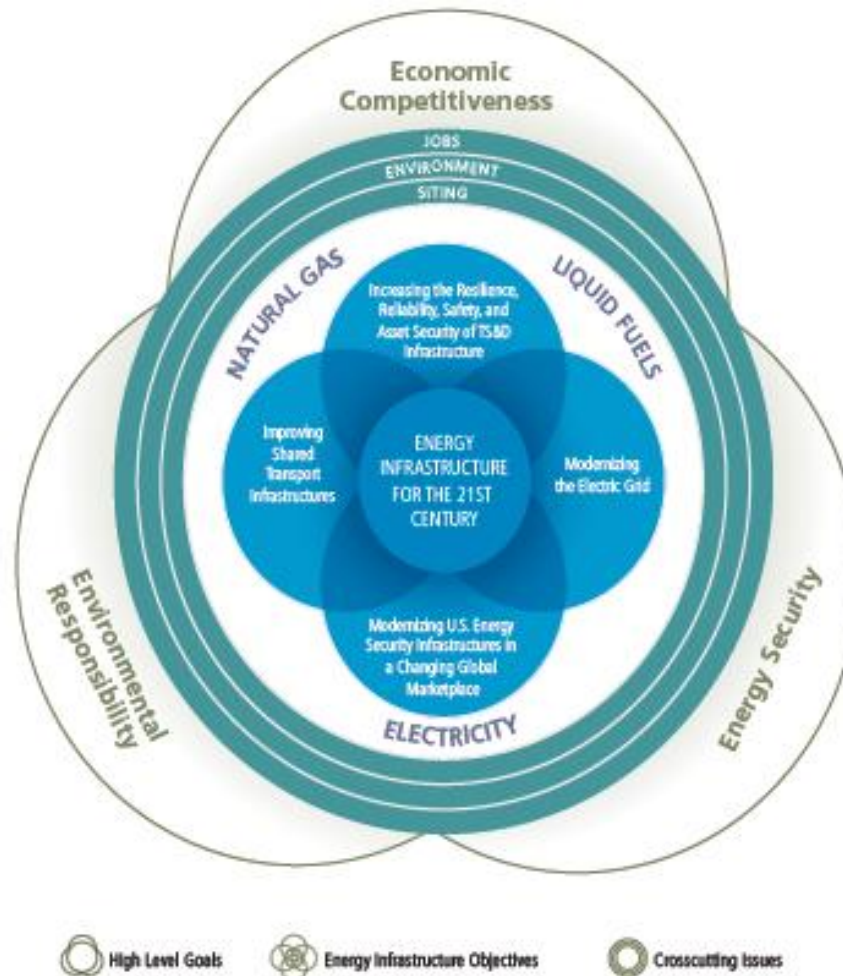 Economic
Competitiveness
JOBS
ENVIRONMENT
SITING
NATURAL GAS
LIQUID FUELS
Increasing the Resilience,
Reliability, Safety, and
Asset Security of TS&D
Infrastructure
Improving
Shared
Transport
Infrastructures
ENERGY
INFRASTRUCTURE
FOR THE 21ST
CENTURY
Modernizing
the Electric Grid
Modernizing U.S. Energy
Security Infrastructures in
a Changing Global
Marketplace
ELECTRICITY
Environmental
Responsibility
Energy Security
High Level Goals
Energy Infrastructure Objectives
Crosscutting Issues